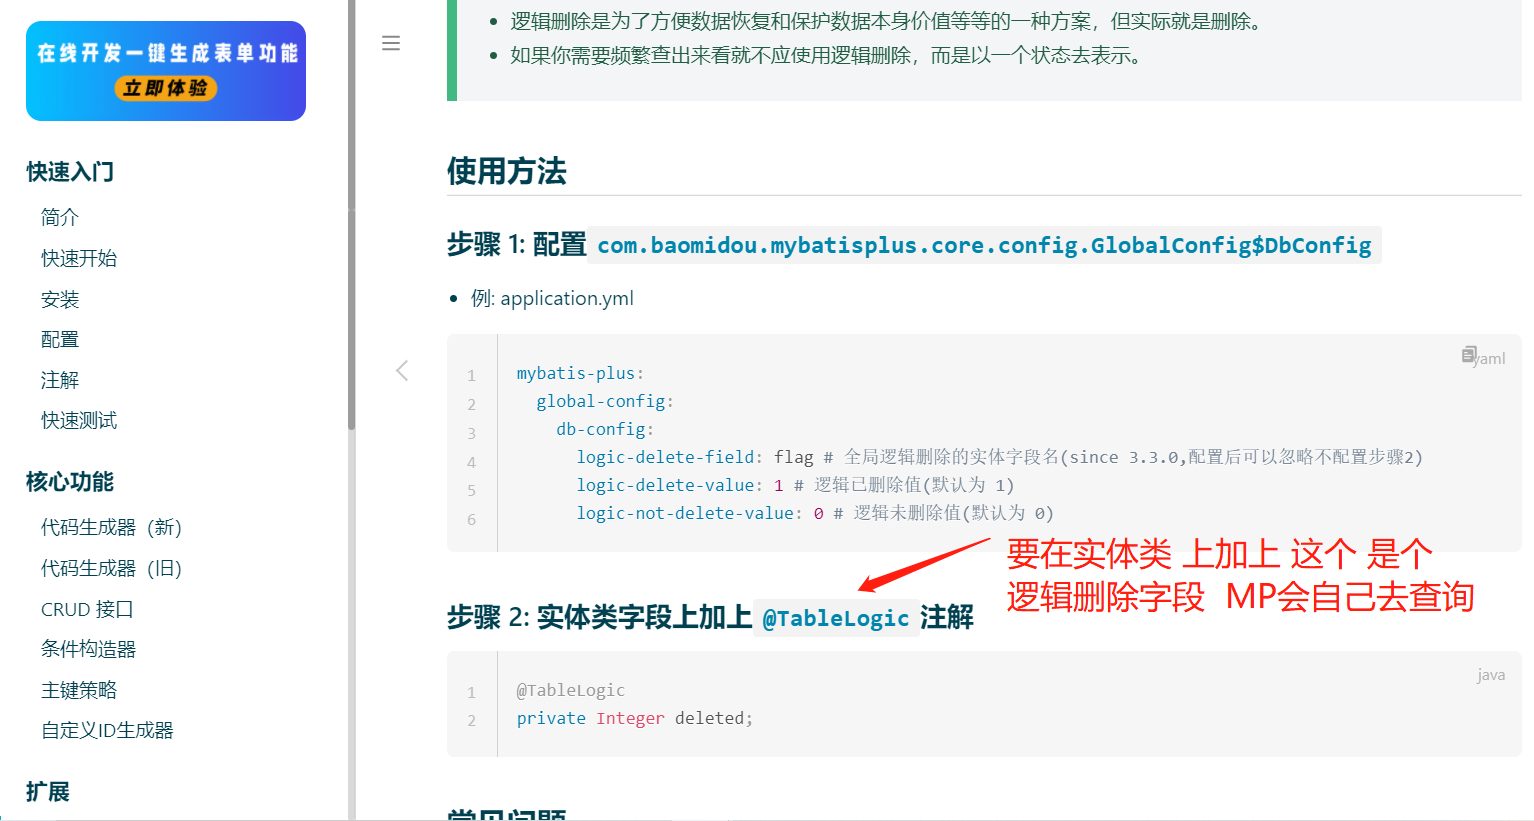 在线开发一键生成表单功能
立即体验
快速入门
简介
快速开始
安装
配置
注解
快速测试
核心功能
代码生成器（新）
代码生成器（旧）
CRUD 接口
条件构造器
主键策略
自定义ID生成器
扩展
逻辑删除是为了方便数据恢复和保护数据本身价值等等的一种方案，但实际就是删除。
如果你需要频繁查出来看就不应使用逻辑删除，而是以一个状态去表示。
使用方法
步骤 1: 配置 com.baomidou.mybatisplus.core.config.GlobalConfig$DbConfig
例: application.yml
yaml
1 mybatis-plus:
2 global-config:
3 db-config:
4 logic-delete-field: flag # 全局逻辑删除的实体字段名(since 3.3.0,配置后可以忽略不配置步骤2)
5 logic-delete-value: 1 # 逻辑已删除值(默认为 1)
6 logic-not-delete-value: 0 # 逻辑未删除值(默认为 0)
要在实体类 上加上 这个 是个
逻辑删除字段 MP会自己去查询
步骤 2: 实体类字段上加上 @TableLogic 注解
java
1 @TableLogic
2 private Integer deleted;
常见问题